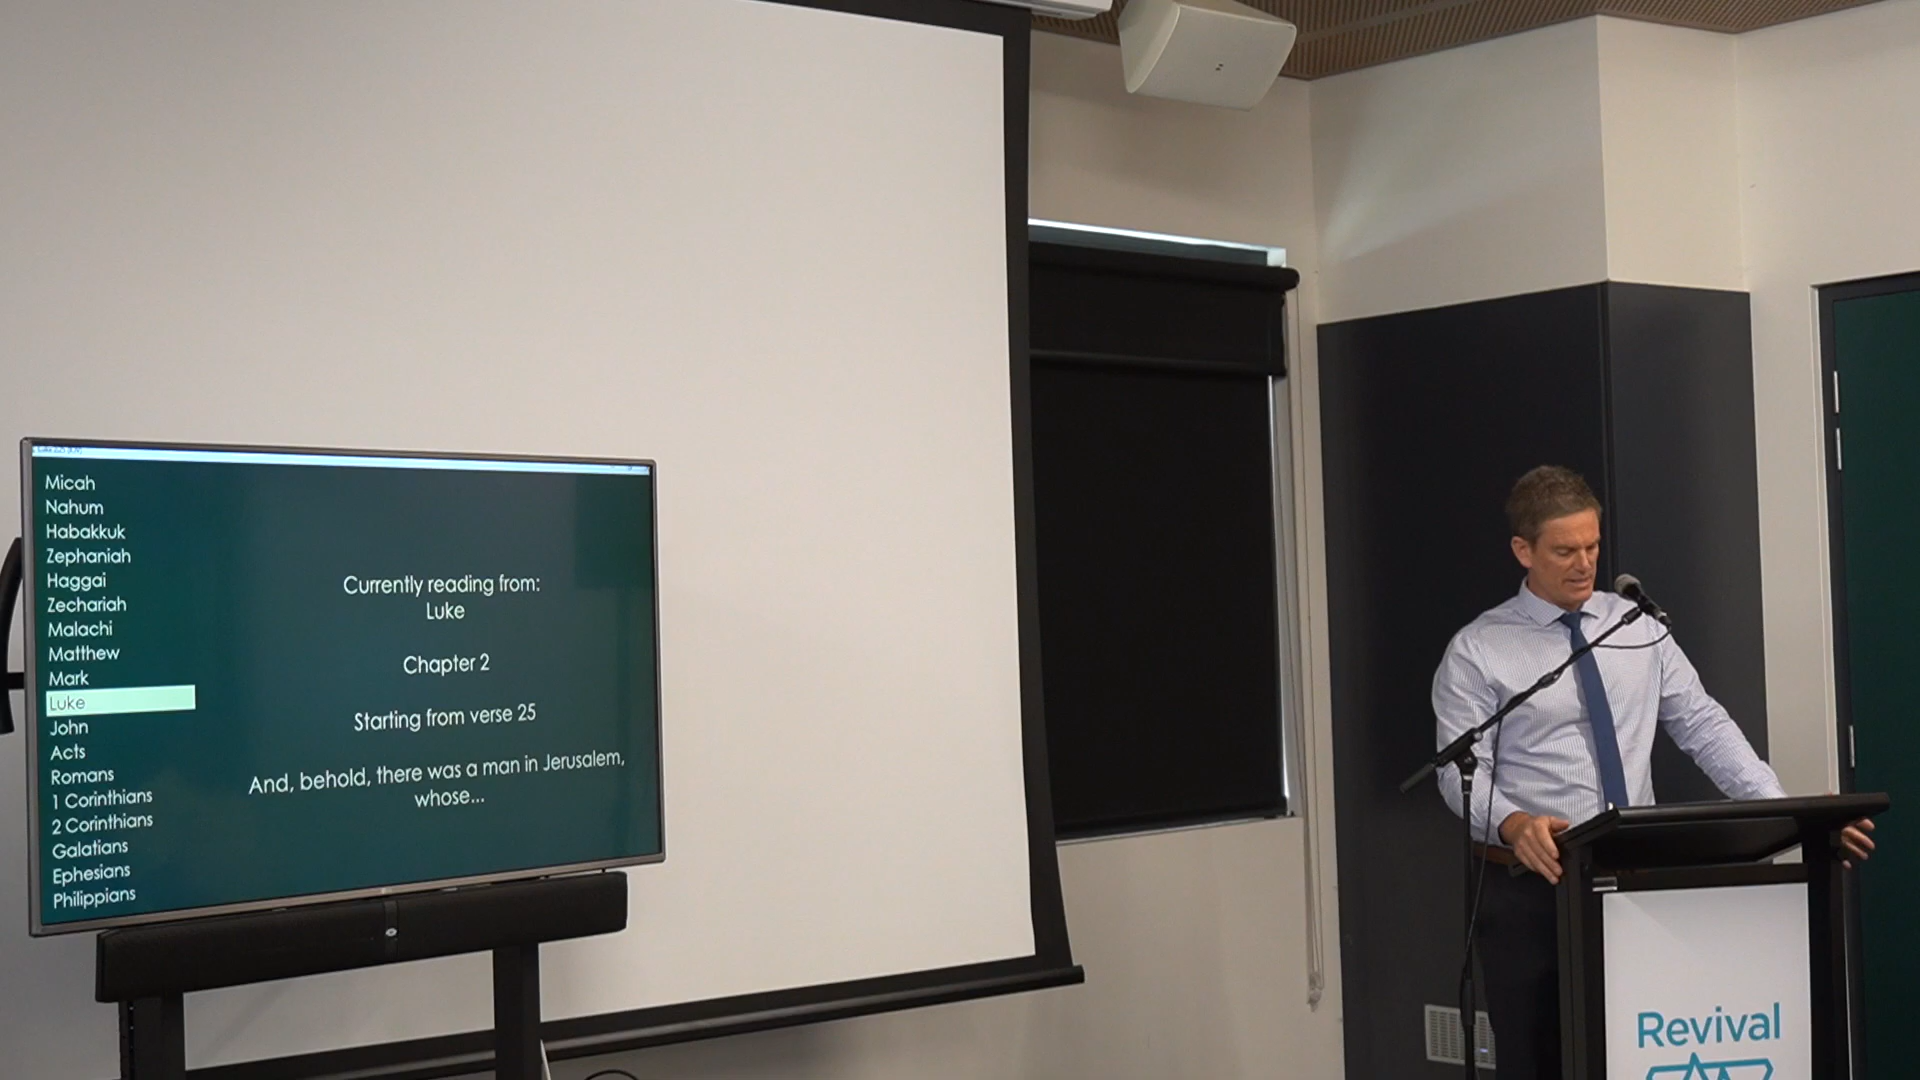 Micah
Nahum
Habakkuk
Zephaniah
Haggai
Zechariah
Malachi
Matthew
Mark
Luke
John
Acts
Romans
1 Corinthians
2 Corinthians
Galatians
Ephesians
Philippians
Currently reading from:
Luke
Chapter 2
Starting from verse 25
And, behold, there was a man in Jerusalem,
whose...
Revival